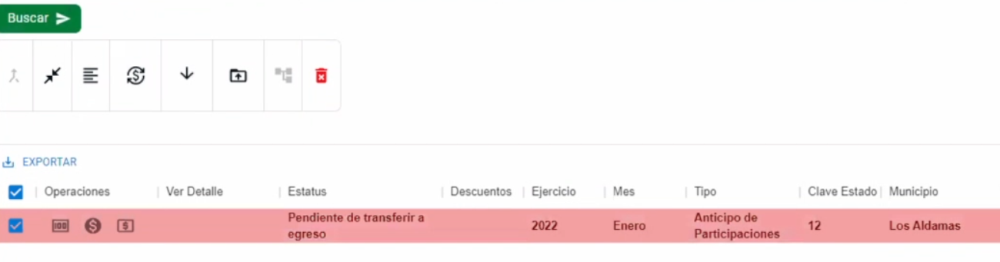 Buscar
EXPORTAR
Operaciones Ver Detalle Estatus Descuentos Ejercicio Mes Tipo Clave Estado Municipio
Pendiente de transferir a egreso 2022 Enero Anticipo de Participaciones 12 Los Aldamas